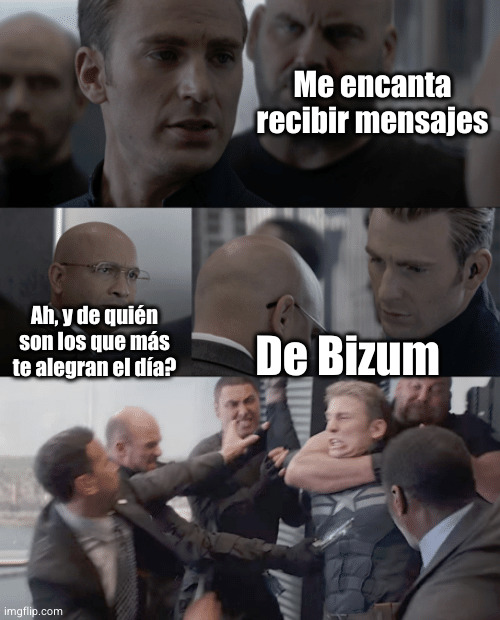 Me encanta
recibir mensajes
Ah, y de quién
son los que más
te alegran el día?
De Bizum
imgflip.com